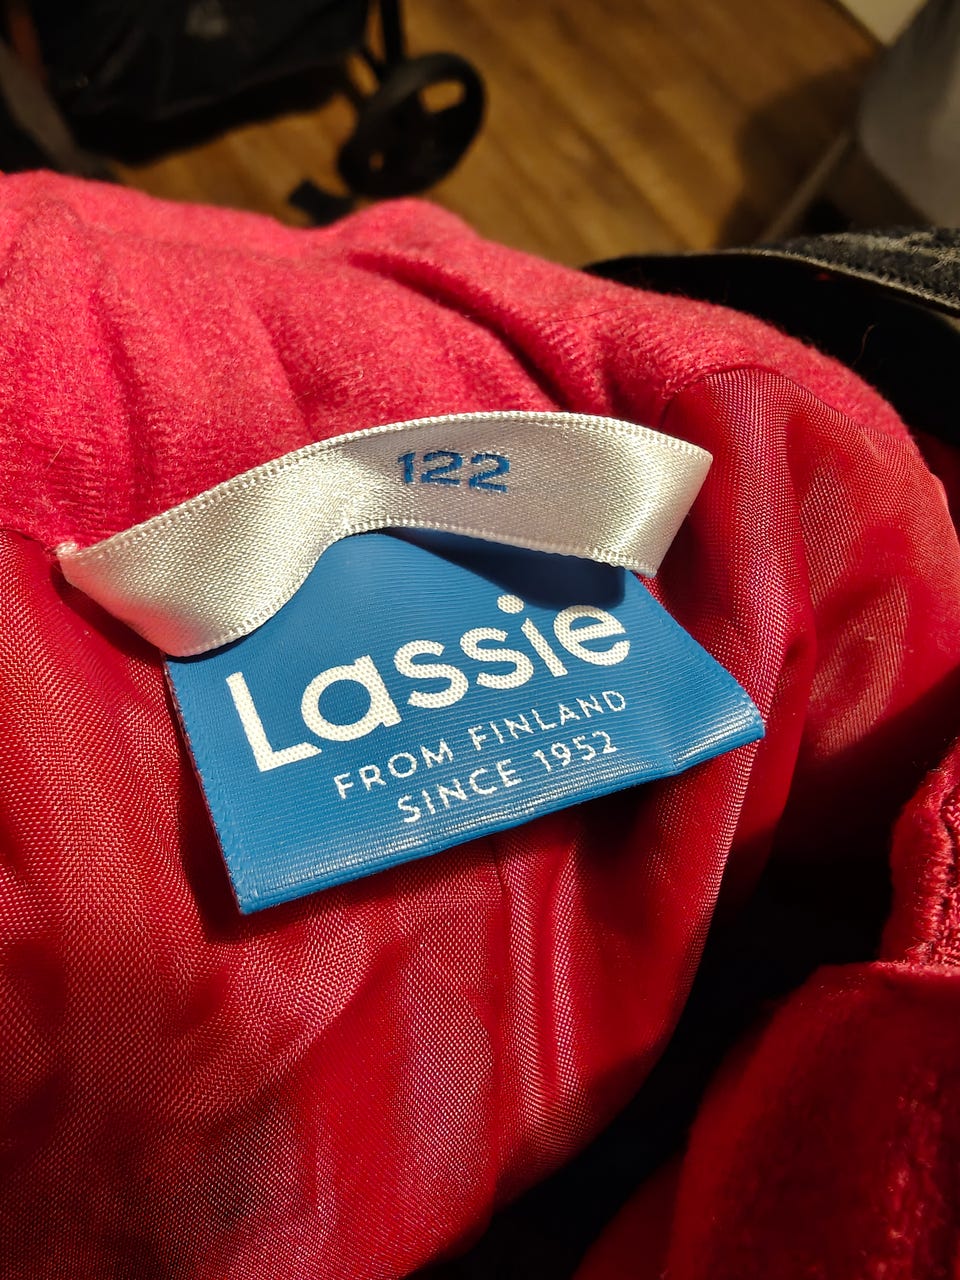 122
Lassie
FROM FINLAND
SINCE 1952